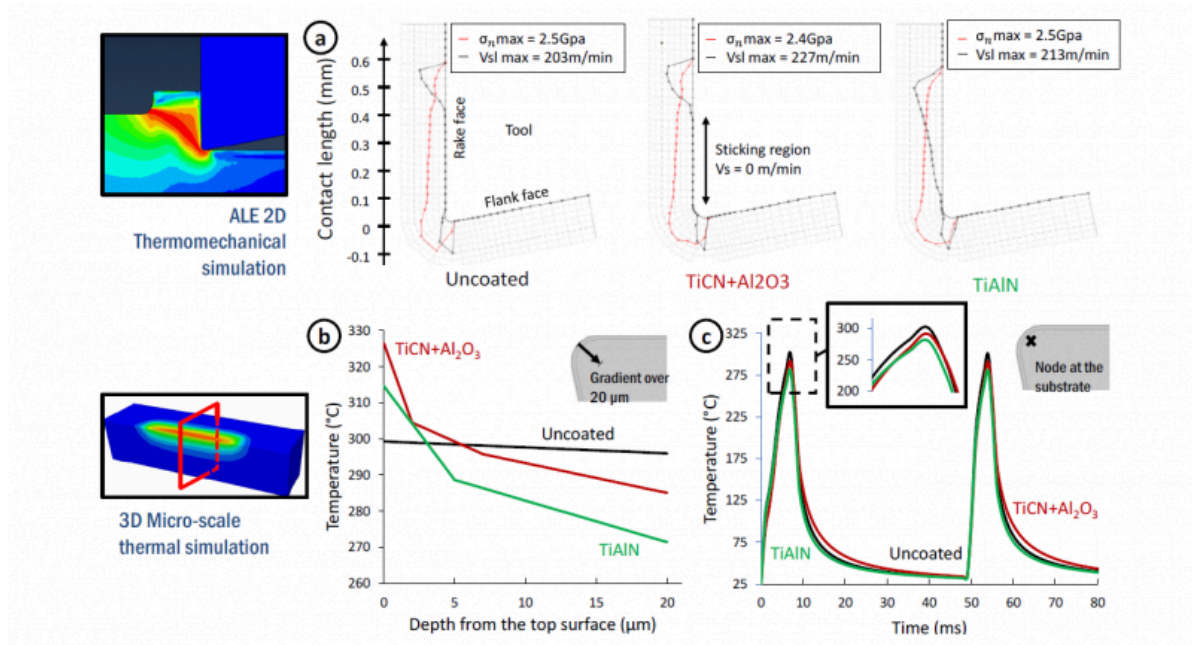 a
σn max = 2.5Gpa
Vsl max = 203m/min
σn max = 2.4Gpa
Vsl max = 227m/min
σn max = 2.5Gpa
Vsl max = 213m/min
Contact length (mm)
0.6
0.5
0.4
0.3
0.2
0.1
0
-0.1
Rake face
Tool
Flank face
Sticking region
Vs = 0 m/min
ALE 2D
Thermomechanical
simulation
Uncoated
TiCN+Al2O3
TiAlN
b
330
320
310
300
290
280
270
260
Temperature (°C)
TiCN+Al₂O₃
Gradient over
20 μm
Uncoated
TiAlN
0
5
10
15
20
Depth from the top surface (μm)
3D Micro-scale
thermal simulation
c
325
275
225
175
125
75
25
Temperature (°C)
300
250
200
Node at the
substrate
TiCN+Al₂O₃
TiAlN
Uncoated
0
10
20
30
40
50
60
70
80
Time (ms)